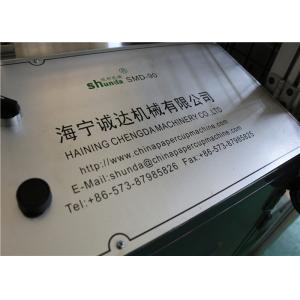 shunda SMD-90
海宁诚达机械有限公司
HAINING CHENGDA MACHINERY CO.,LTD
http://www.chinapapercupmachine.com
E-Mail:shunda@chinapapercupmachine.com
Tel:+86-573-87985826 +86-573-87985825